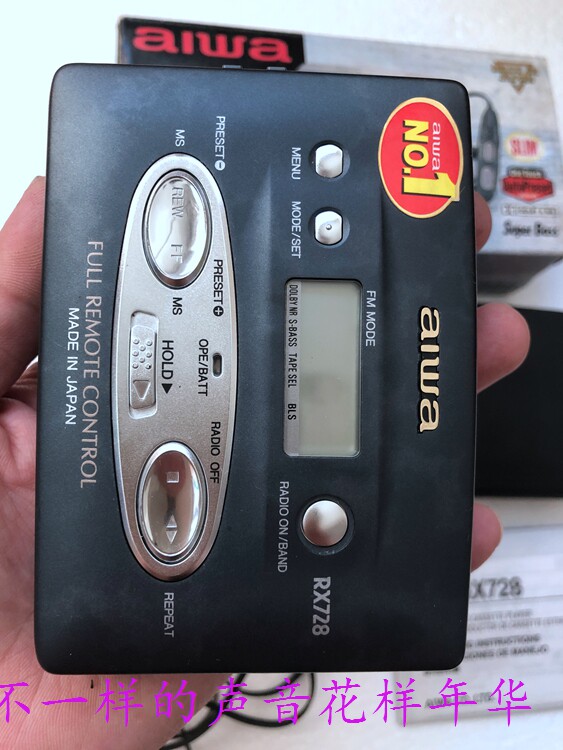 aiwa
SLIM
Super Bass
aiwa
NO.1
MENU
MODE/SET
PRESET
MS
REW
FF
MS
PRESET
FM MODE
DOLBY NR S-BASS TAPE SEL BLS
aiwa
OPE/BATT
HOLD
RADIO OFF
RADIO ON/BAND
REPEAT
RX728
FULL REMOTE CONTROL
MADE IN JAPAN
X728
不一样的声音花样年华